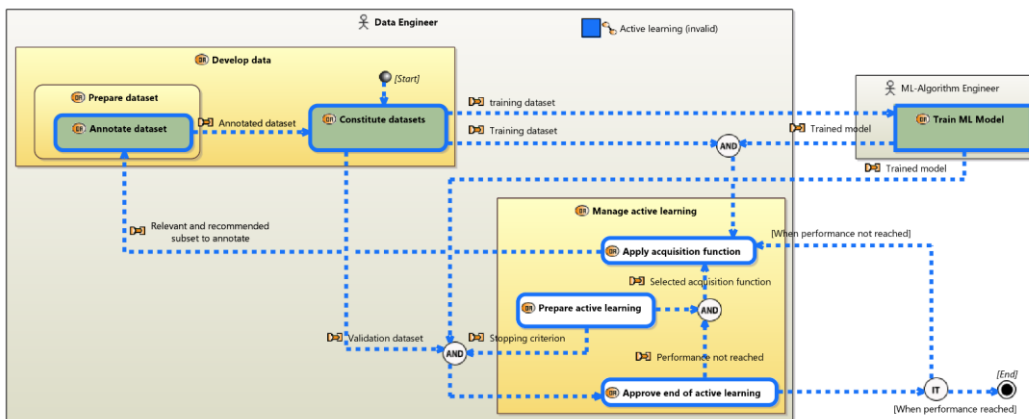 Data Engineer
Active learning (invalid)
Develop data
[Start]
Prepare dataset
ML-Algorithm Engineer
training dataset
Annotate dataset
Annotated dataset
Constitute datasets
Train ML Model
Training dataset
Trained model
AND
Trained model
Manage active learning
Relevant and recommended
subset to annotate
[When performance not reached]
Apply acquisition function
Selected acquisition function
Prepare active learning
AND
Validation dataset
Stopping criterion
AND
Performance not reached
[End]
Approve end of active learning
IT
[When performance reached]